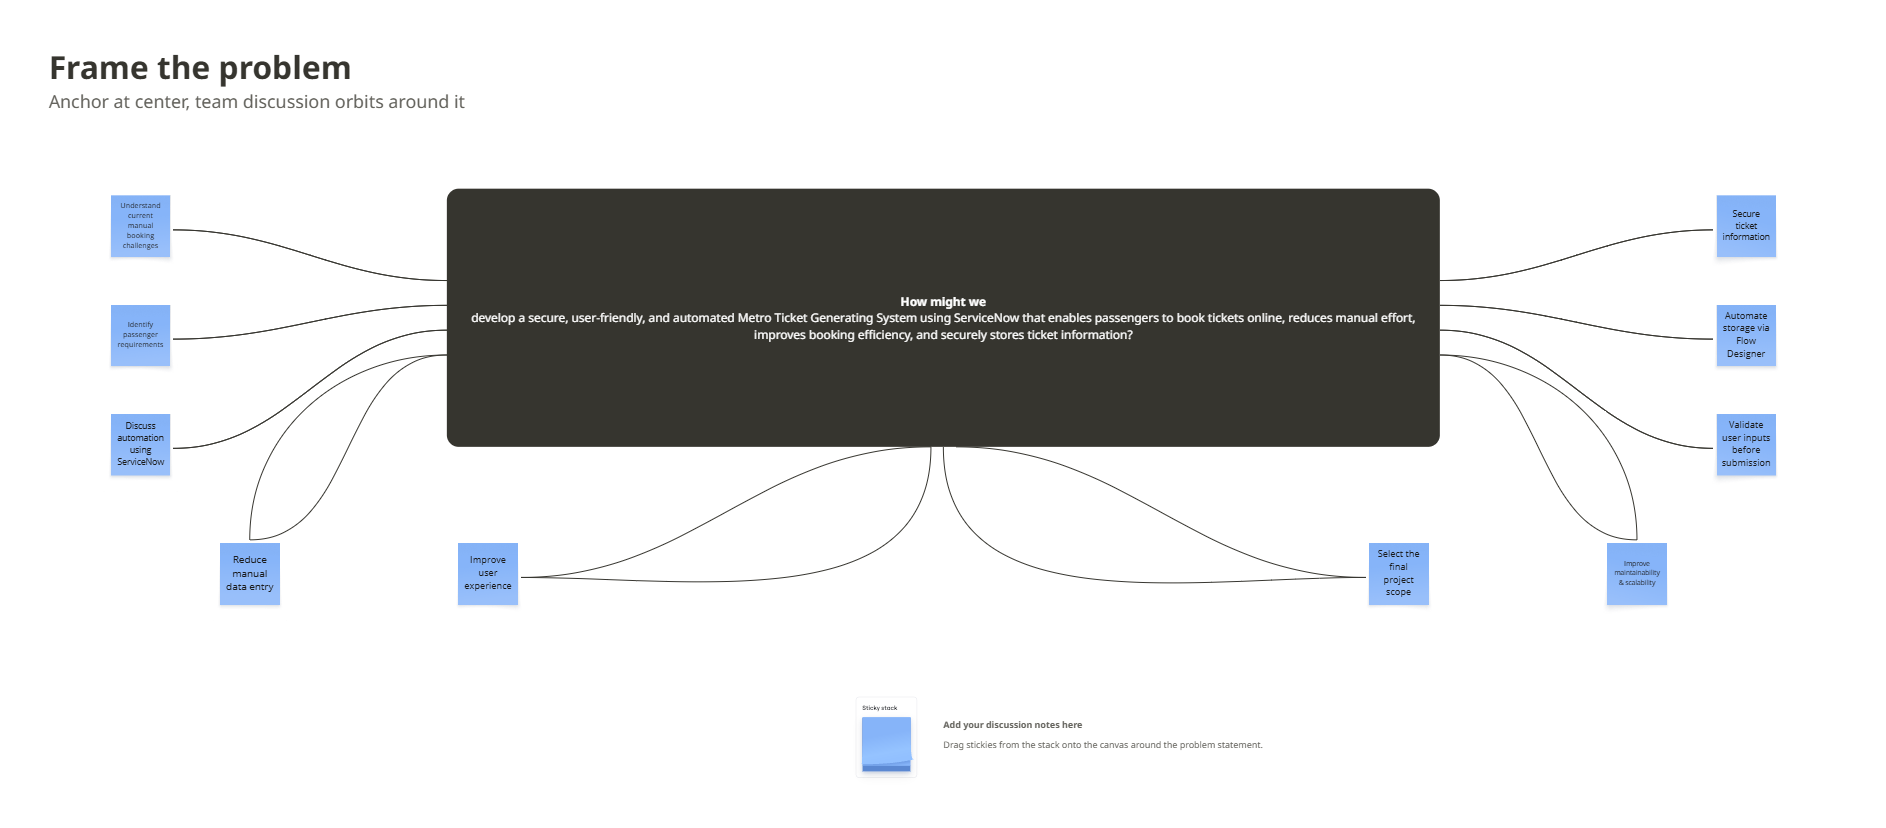 Frame the problem
Anchor at center, team discussion orbits around it
Understand
current
manual
booking
challenges
Identify
passenger
requirements
Discuss
automation
using
ServiceNow
Reduce
manual
data entry
Improve
user
experience
How might we
develop a secure, user-friendly, and automated Metro Ticket Generating System using ServiceNow that enables passengers to book tickets online, reduces manual effort,
improves booking efficiency, and securely stores ticket information?
Secure
ticket
information
Automate
storage via
Flow
Designer
Validate
user inputs
before
submission
Select the
final
project
scope
Improve
maintainability
& scalability
Sticky stack
Add your discussion notes here
Drag stickies from the stack onto the canvas around the problem statement.